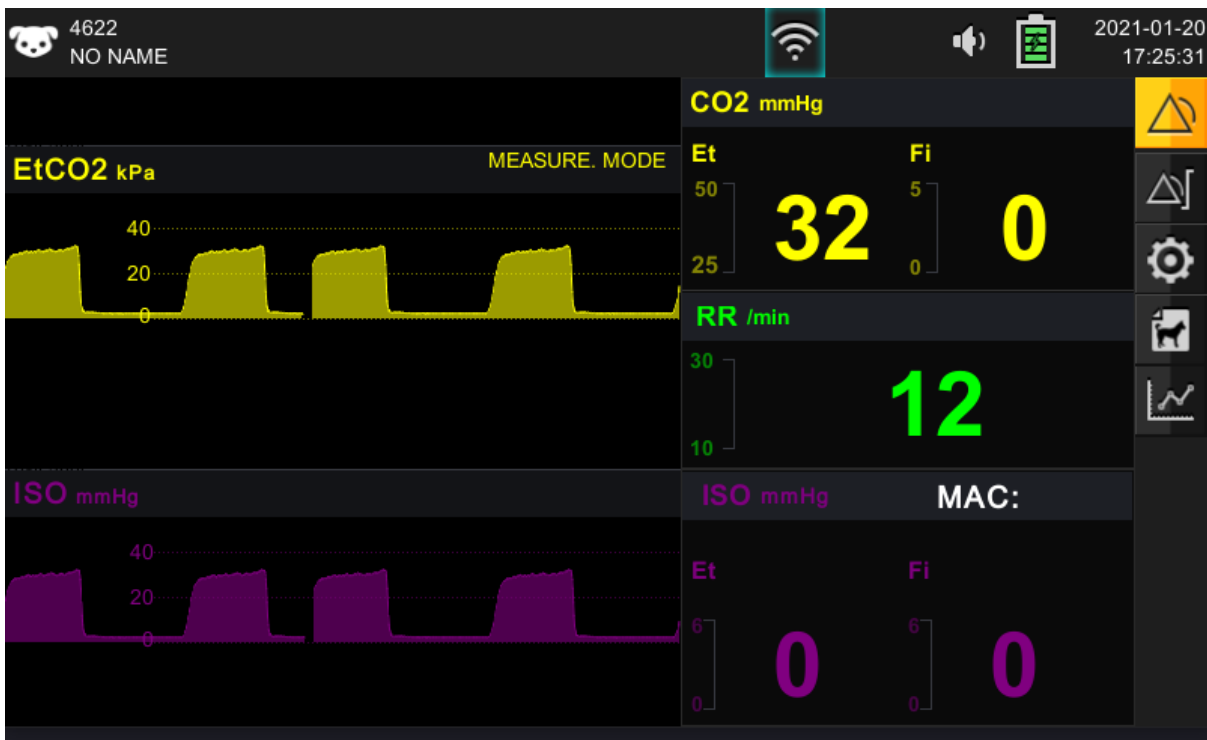 4622
NO NAME
2021-01-20
17:25:31
EtCO2 kPa
MEASURE. MODE
40
20
0
CO2 mmHg
Et
Fi
50
25
32
5
0
0
RR /min
30
10
12
ISO mmHg
40
20
0
ISO mmHg MAC:
Et
Fi
6
0
0
6
0
0